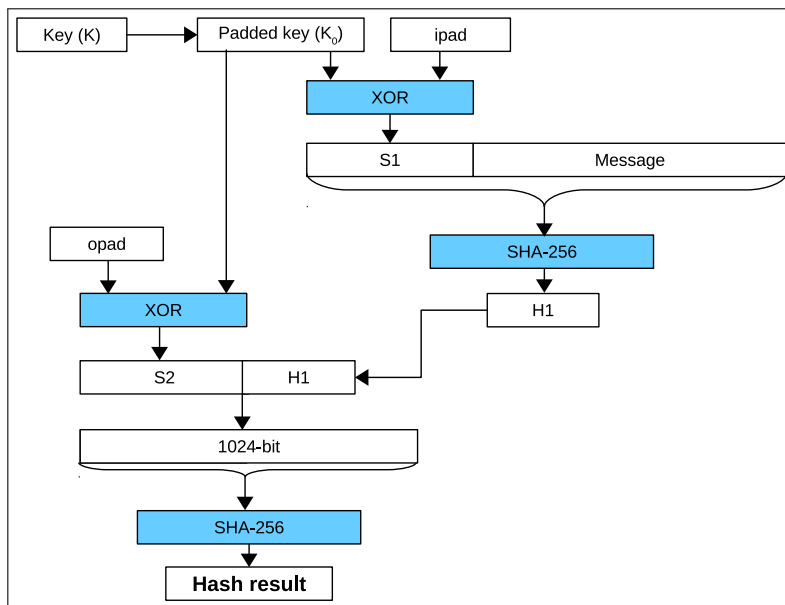 Key (K)
Padded key (K₀)
ipad
XOR
S1
Message
SHA-256
H1
opad
XOR
S2
H1
1024-bit
SHA-256
Hash result